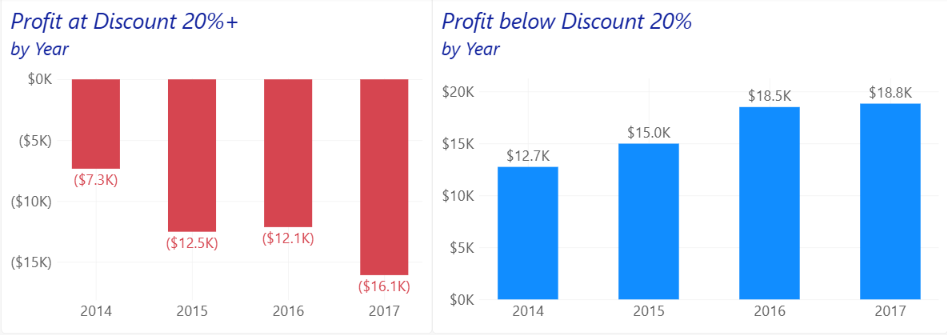 Profit at Discount 20%+
by Year
$0K
($5K)
($10K)
($15K)
($7.3K)
($12.5K)
($12.1K)
($16.1K)
2014
2015
2016
2017
Profit below Discount 20%
by Year
$20K
$15K
$10K
$5K
$0K
$12.7K
$15.0K
$18.5K
$18.8K
2014
2015
2016
2017